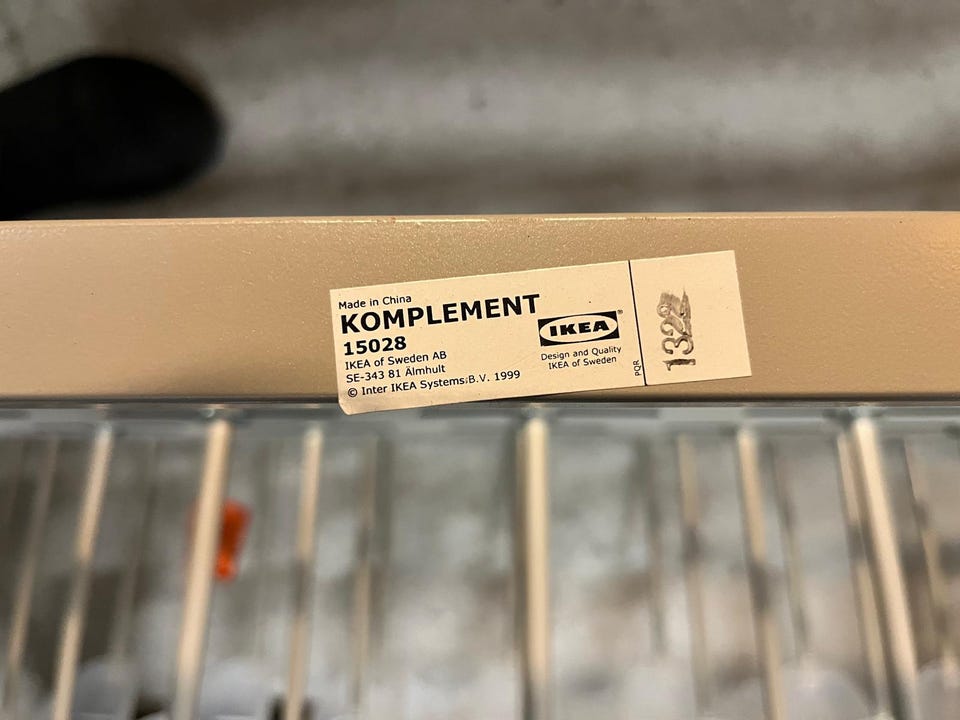 Made in China
KOMPLEMENT
15028
IKEA of Sweden AB
SE-343 81 Älmhult
© Inter IKEA Systems B.V. 1999
IKEA®
Design and Quality
IKEA of Sweden
PQR
1322